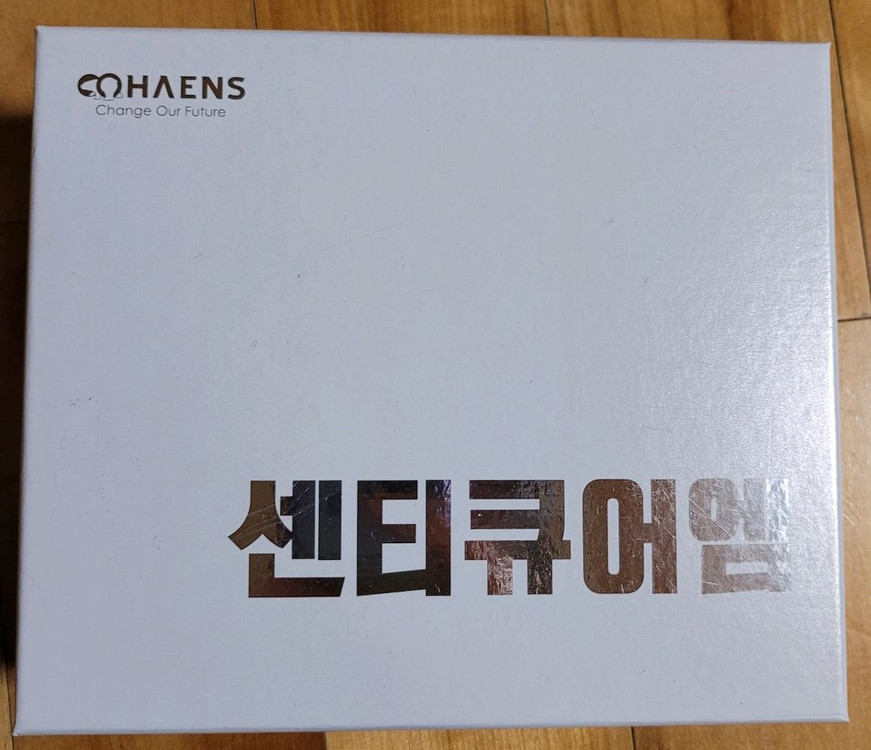 COHAENS
Change Our Future
센티큐어엠